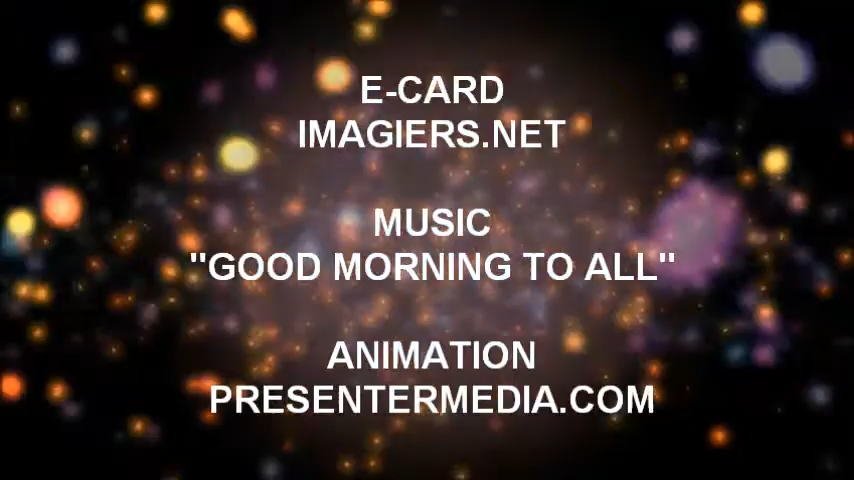 E-CARD
IMAGIERS.NET
MUSIC
"GOOD MORNING TO ALL"
ANIMATION
PRESENTERMEDIA.COM